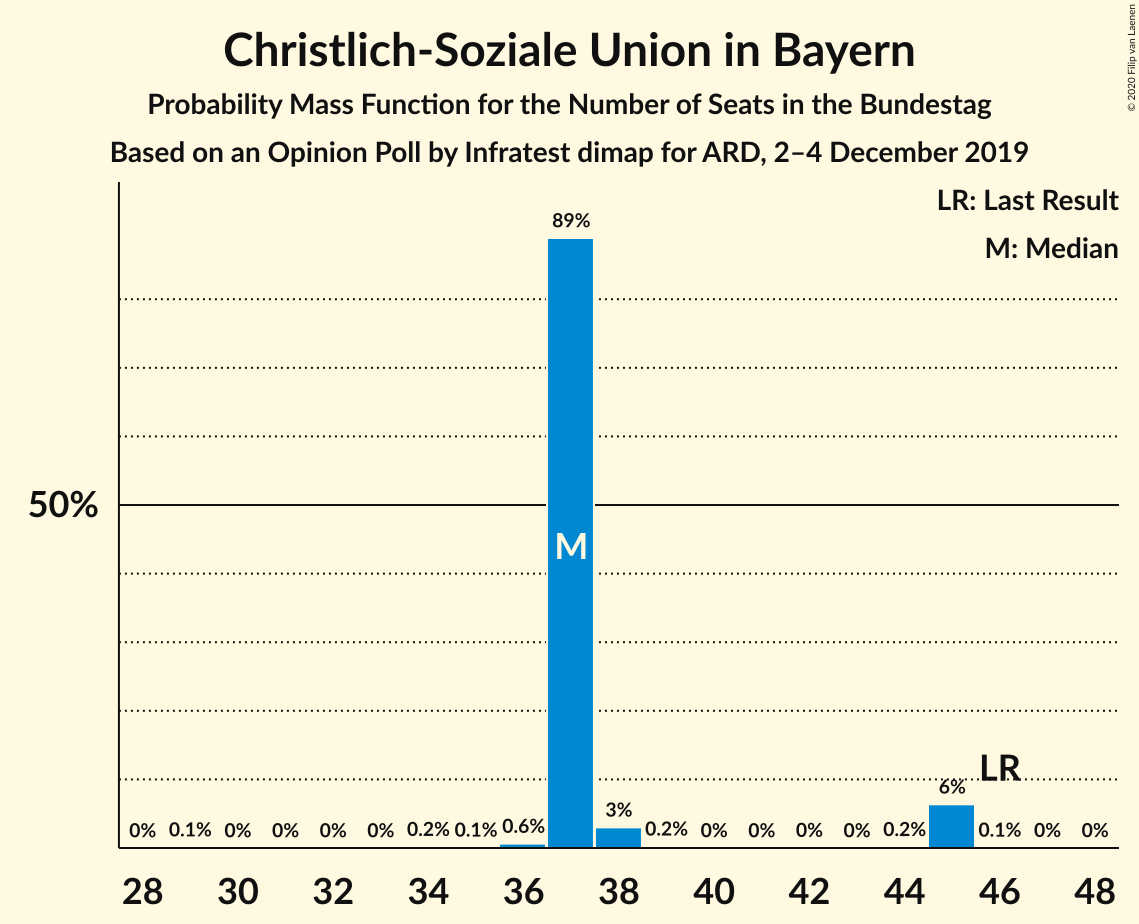 Christlich-Soziale Union in Bayern
Probability Mass Function for the Number of Seats in the Bundestag
Based on an Opinion Poll by Infratest dimap for ARD, 2–4 December 2019
© 2020 Filip van Laenen
LR: Last Result
M: Median
89%
50%
M
LR
0% 0.1% 0% 0% 0% 0% 0.2% 0.1% 0.6% 3% 0.2% 0% 0% 0% 0% 0.2% 6% 0.1% 0% 0%
28 30 32 34 36 38 40 42 44 46 48